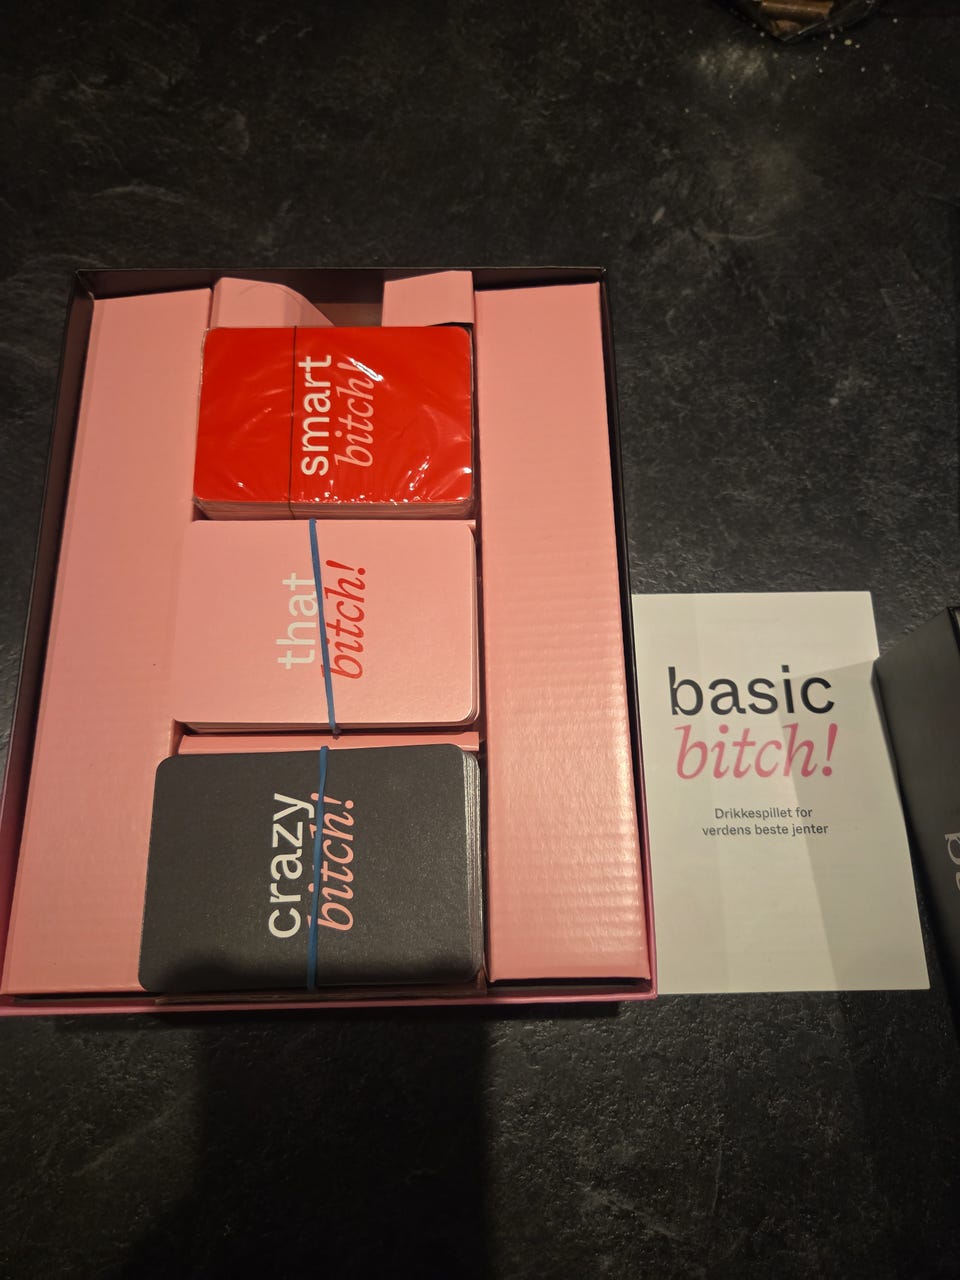 smart
bitch!
that
bitch!
crazy
bitch!
basic
bitch!
Drikkespillet for
verdens beste jenter